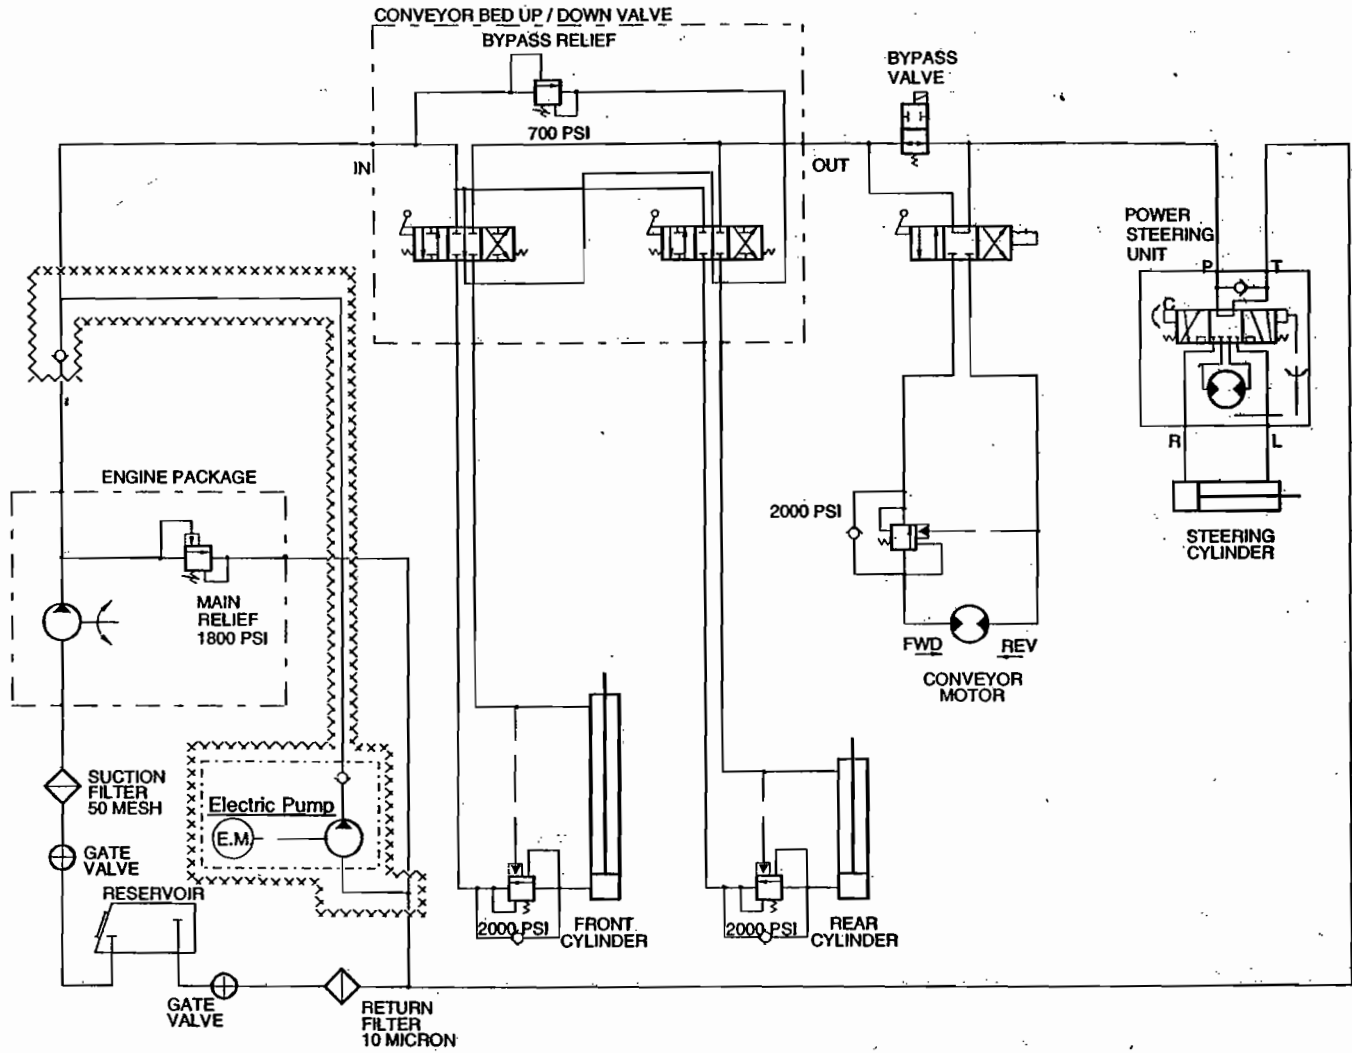 CONVEYOR BED UP / DOWN VALVE
BYPASS RELIEF
700 PSI
IN
OUT
BYPASS
VALVE
POWER
STEERING
UNIT
P
T
C
R
L
STEERING
CYLINDER
ENGINE PACKAGE
MAIN
RELIEF
1800 PSI
2000 PSI
FWD
REV
CONVEYOR
MOTOR
SUCTION
FILTER
50 MESH
GATE
VALVE
RESERVOIR
Electric Pump
E.M.
2000 PSI
FRONT
CYLINDER
2000 PSI
REAR
CYLINDER
GATE
VALVE
RETURN
FILTER
10 MICRON